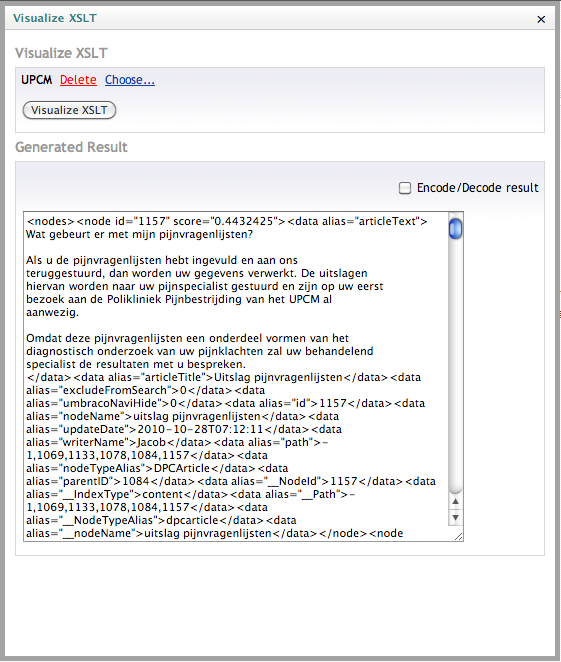 Visualize XSLT
×
Visualize XSLT
UPCM Delete Choose...
Visualize XSLT
Generated Result
Encode/Decode result
<nodes><node id="1157" score="0.4432425"><data alias="articleText">
Wat gebeurt er met mijn pijnvragenlijsten?
Als u de pijnvragenlijsten hebt ingevuld en aan ons
teruggestuurd, dan worden uw gegevens verwerkt. De uitslagen
hiervan worden naar uw pijnspecialist gestuurd en zijn op uw eerst
bezoek aan de Polikliniek Pijnbestrijding van het UPCM al
aanwezig.
Omdat deze pijnvragenlijsten een onderdeel vormen van het
diagnostisch onderzoek van uw pijnklachten zal uw behandelend
specialist de resultaten met u bespreken.
</data><data alias="articleTitle">Uitslag pijnvragenlijsten</data><data
alias="excludeFromSearch">0</data><data
alias="umbracoNaviHide">0</data><data alias="id">1157</data><data
alias="nodeName">uitslag pijnvragenlijsten</data><data
alias="updateDate">2010-10-28T07:12:11</data><data
alias="writerName">Jacob</data><data alias="path">-
1,1069,1133,1078,1084,1157</data><data
alias="nodeTypeAlias">DPCArticle</data><data
alias="parentID">1084</data><data alias="__NodeId">1157</data><data
alias="__IndexType">content</data><data alias="__Path">-
1,1069,1133,1078,1084,1157</data><data
alias="__NodeTypeAlias">dpcarticle</data><data
alias="__nodeName">uitslag pijnvragenlijsten</data></node><node